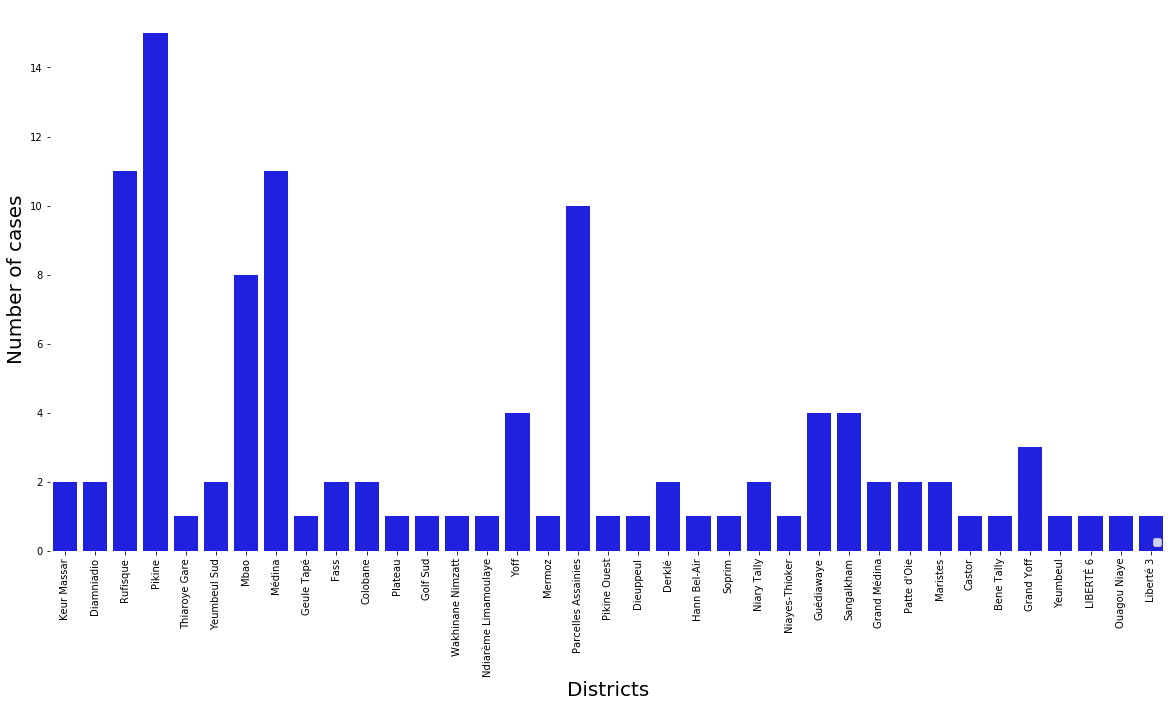 Number of cases
14
12
10
8
6
4
2
0
Keur Massar
Diamniadio
Rufisque
Pikine
Thiaroye Gare
Yeumbeul Sud
Mbao
Médina
Geule Tapé
Fass
Colobane
Plateau
Golf Sud
Wakhinane Nimzatt
Ndiarème Limamoulaye
Yoff
Mermoz
Parcelles Assainies
Pikine Ouest
Dieuppeul
Derklé
Hann Bel-Air
Soprim
Niary Tally
Niayes-Thioker
Guédiawaye
Sangalkham
Grand Médina
Patte d'Oie
Maristes
Castor
Bene Tally
Grand Yoff
Yeumbeul
LIBERTÉ 6
Ouagou Niaye
Liberté 3
Districts